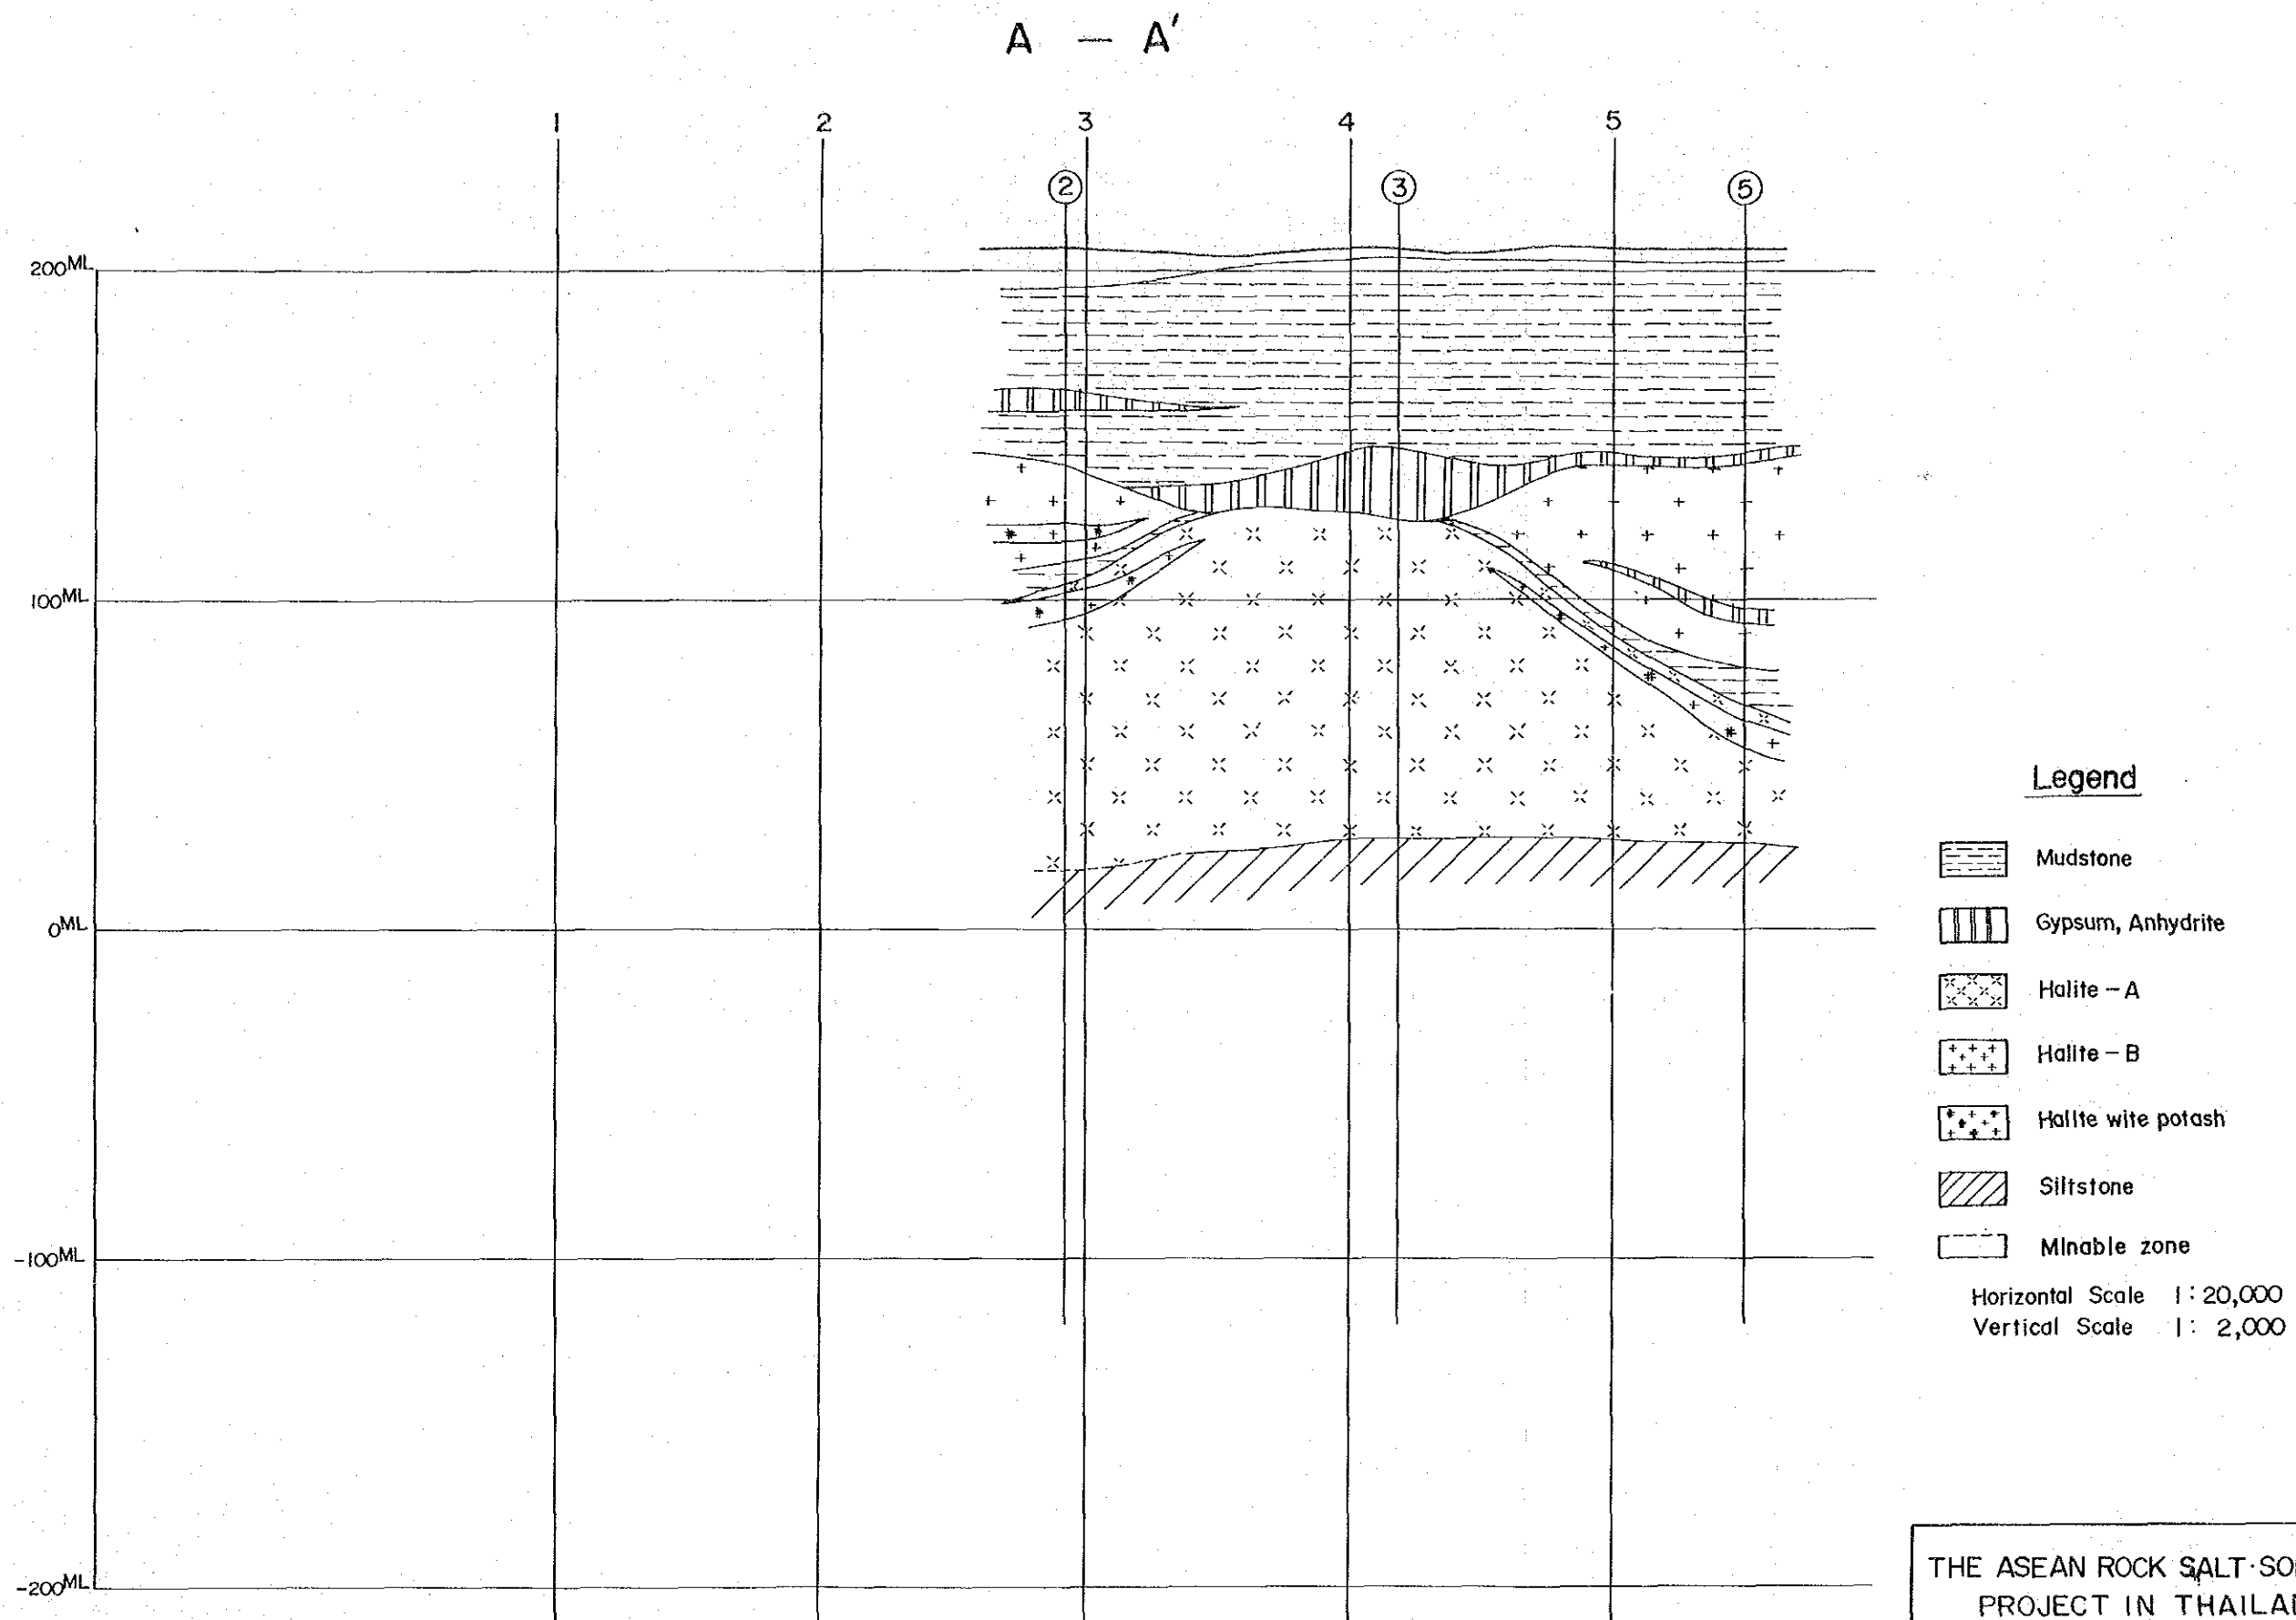 A — A'
1 2 3 4 5
② ③ ⑤
200ML
100ML
0ML
-100ML
-200ML
Legend
Mudstone
Gypsum, Anhydrite
Halite - A
Halite - B
Halite wite potash
Siltstone
Minable zone
Horizontal Scale 1 : 20,000
Vertical Scale 1 : 2,000
THE ASEAN ROCK SALT·SO
PROJECT IN THAILA